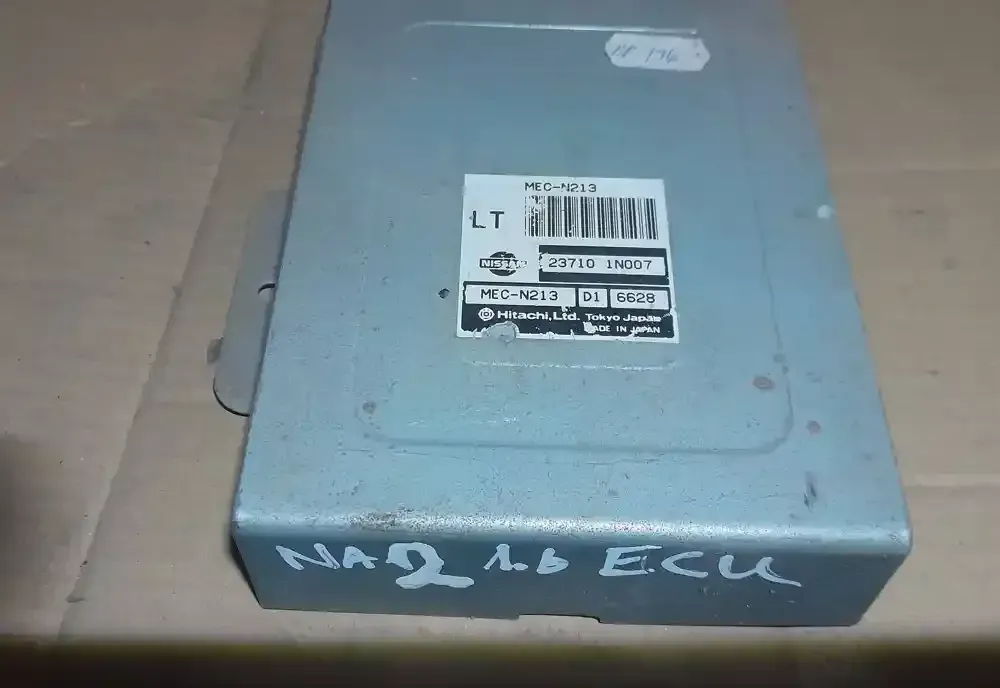 MEC-N213
LT
NISSAN 23710 1N007
MEC-N213 D1 6628
Hitachi, Ltd. Tokyo Japan
MADE IN JAPAN
1.6 ECU